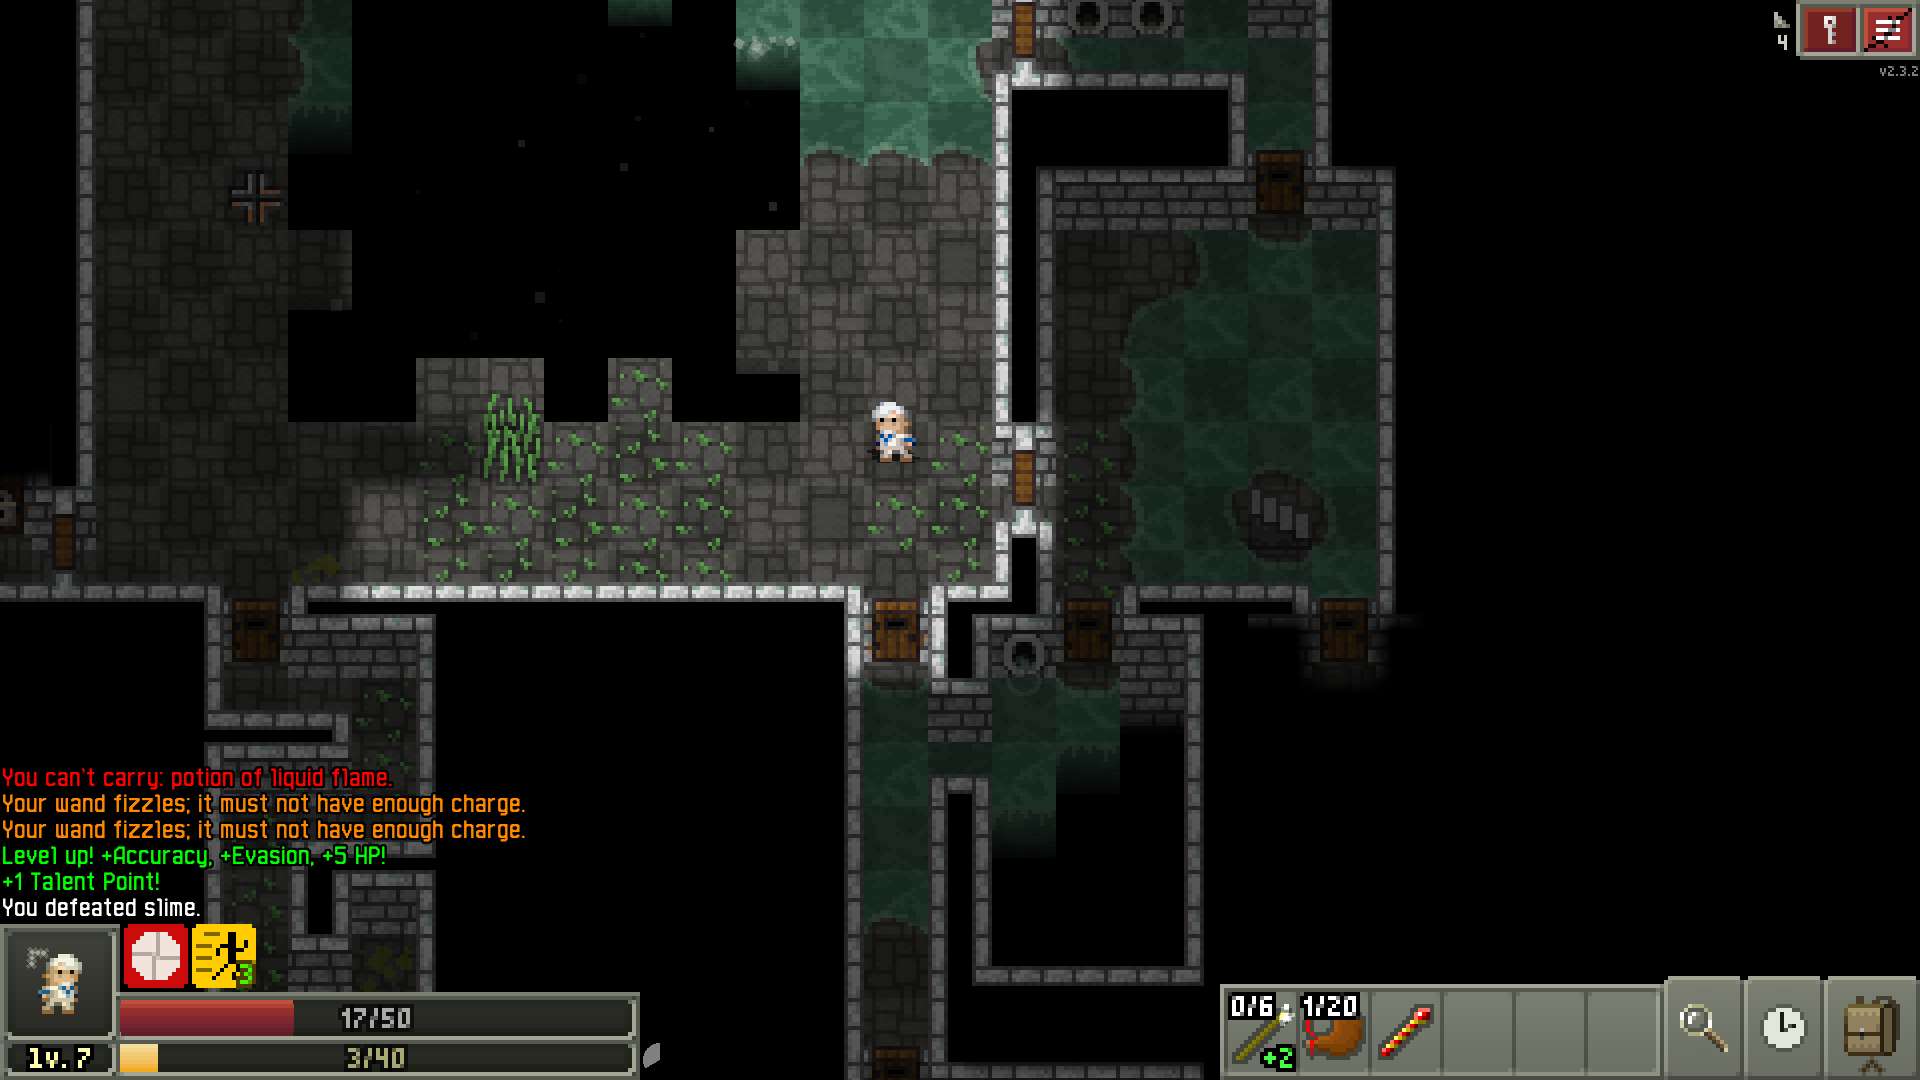 4
v2.3.2
You can't carry: potion of liquid flame.
Your wand fizzles; it must not have enough charge.
Your wand fizzles; it must not have enough charge.
Level up! +Accuracy, +Evasion, +5 HP!
+1 Talent Point!
You defeated slime.
3
17/50
lv. 7
3/40
0/6
+2
1/20